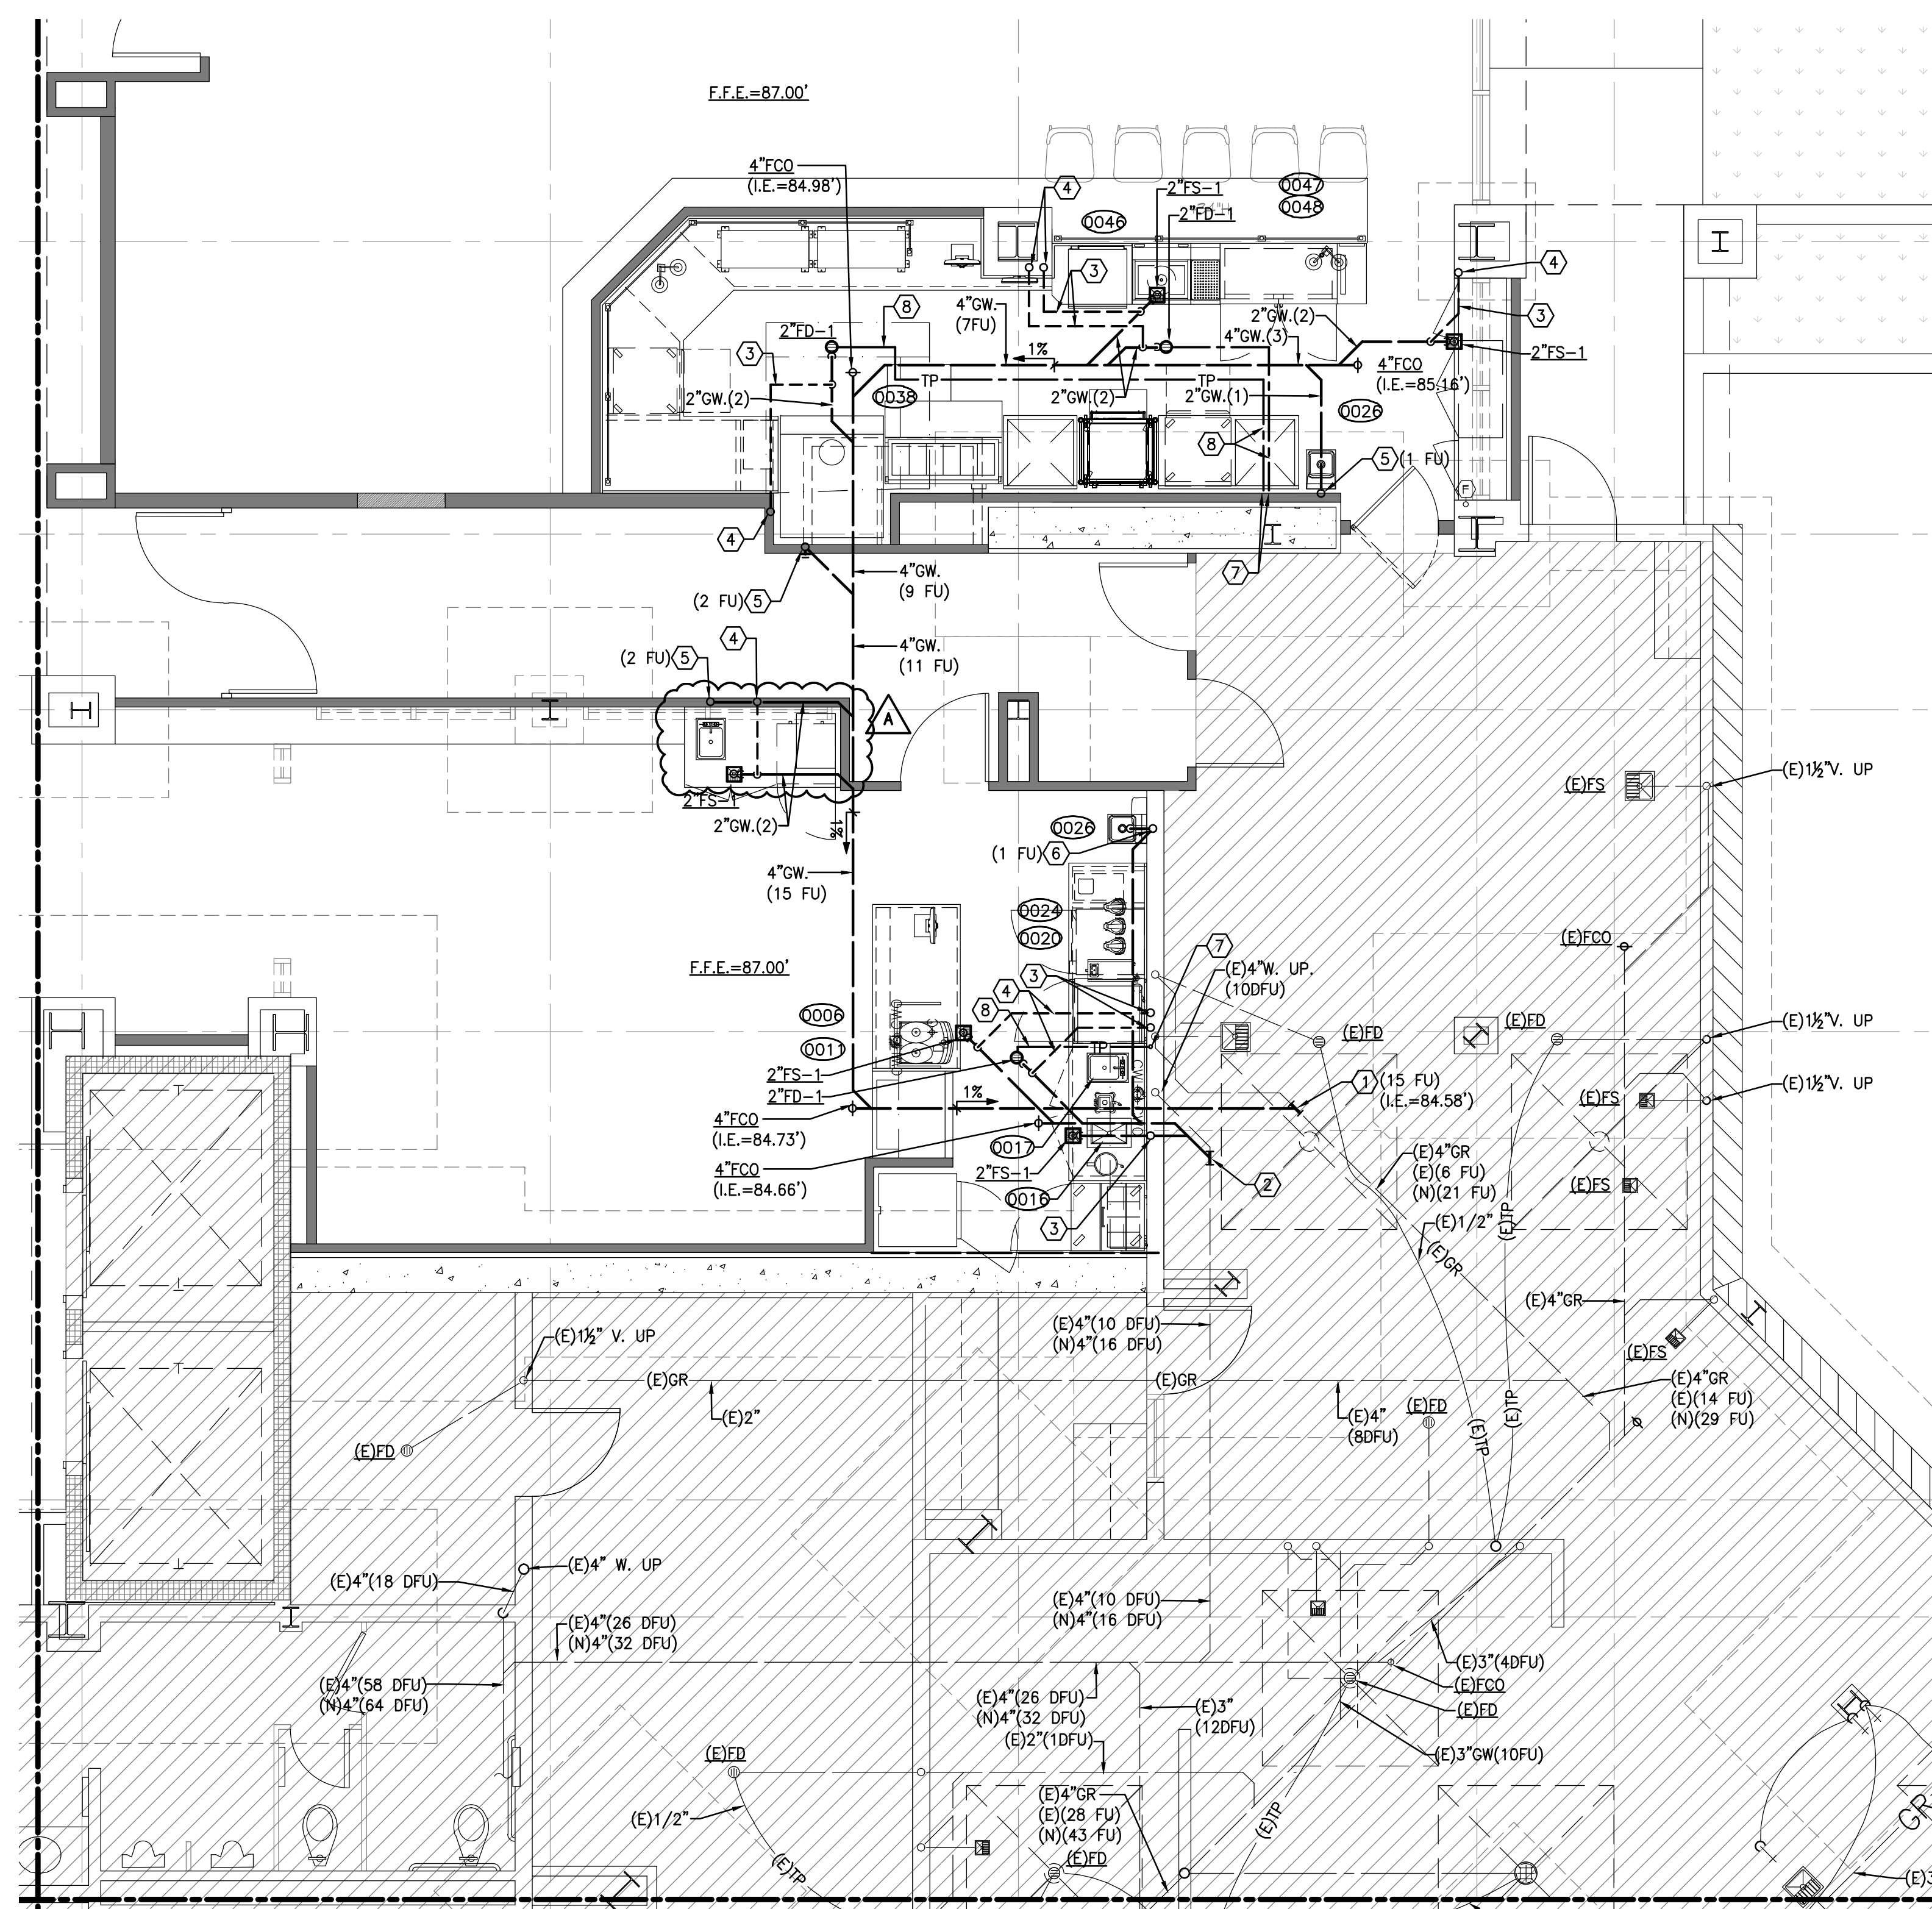 F.F.E.=87.00'
4"FCO
(I.E.=84.98')
4
2"FS-1
0047
0048
0046
2"FD-1
3
4
3
4"GW.
(7FU)
8
2"FD-1
3
1%
2"GW.(2)
4"GW.(3)
2"FS-1
4"FCO
(I.E.=85.16')
TP
TP
2"GW.(2)
0038
2"GW.(2)
2"GW.(1)
0026
8
5
(1 FU)
F
4
7
4"GW.
(9 FU)
(2 FU)
5
4
4"GW.
(11 FU)
(2 FU)
5
A
2"FS-1
2"GW.(2)
1%
(E)FS
(E)1½"V. UP
0026
(1 FU)
6
4"GW.
(15 FU)
0024
0020
7
(E)FCO
F.F.E.=87.00'
3
(E)4"W. UP.
(10DFU)
4
8
0006
0011
(E)FD
(E)FD
(E)1½"V. UP
TP
2"FS-1
2"FD-1
1%
1
(15 FU)
(I.E.=84.58')
(E)FS
(E)1½"V. UP
4"FCO
(I.E.=84.73')
0017
4"FCO
(I.E.=84.66')
2"FS-1
0016
2
3
(E)4"GR
(E)(6 FU)
(N)(21 FU)
(E)FS
(E)1/2"
(E)TP
(E)GR
(E)4"GR
(E)4"(10 DFU)
(N)4"(16 DFU)
(E)1½" V. UP
(E)FS
(E)GR
(E)GR
(E)4"GR
(E)(14 FU)
(N)(29 FU)
(E)2"
(E)4"
(8DFU)
(E)FD
(E)TP
(E)TP
(E)FD
(E)4" W. UP
(E)4"(18 DFU)
(E)4"(10 DFU)
(N)4"(16 DFU)
(E)4"(26 DFU)
(N)4"(32 DFU)
(E)3"(4DFU)
(E)FCO
(E)FD
(E)4"(58 DFU)
(N)4"(64 DFU)
(E)4"(26 DFU)
(N)4"(32 DFU)
(E)3"
(12DFU)
(E)2"(1DFU)
(E)3"GW(10FU)
(E)FD
(E)4"GR
(E)(28 FU)
(N)(43 FU)
(E)1/2"
(E)TP
(E)FD
(E)TP
GR
(E)3